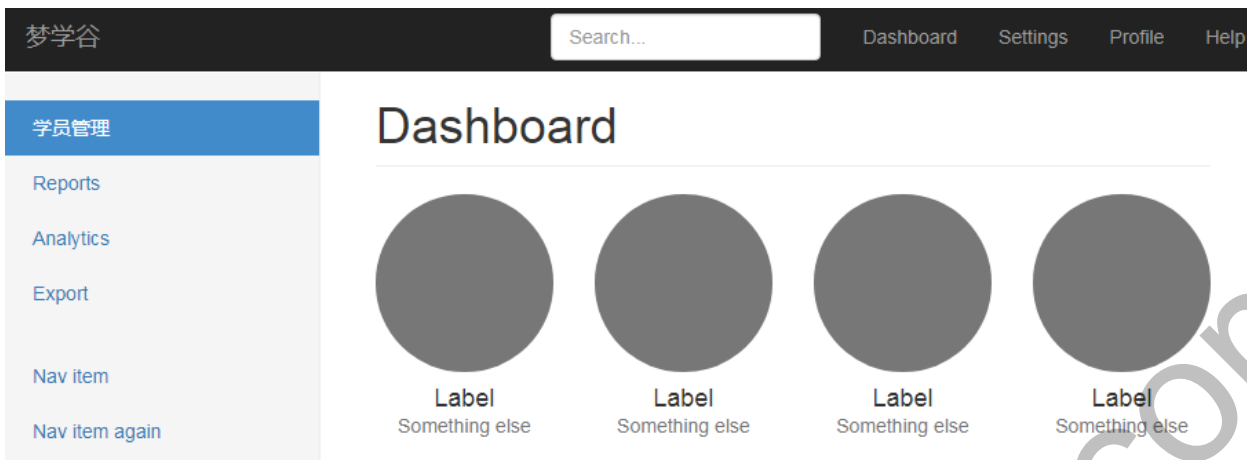 梦学谷
Search...
Dashboard
Settings
Profile
Help
学员管理
Reports
Analytics
Export
Nav item
Nav item again
Dashboard
Label
Something else
Label
Something else
Label
Something else
Label
Something else